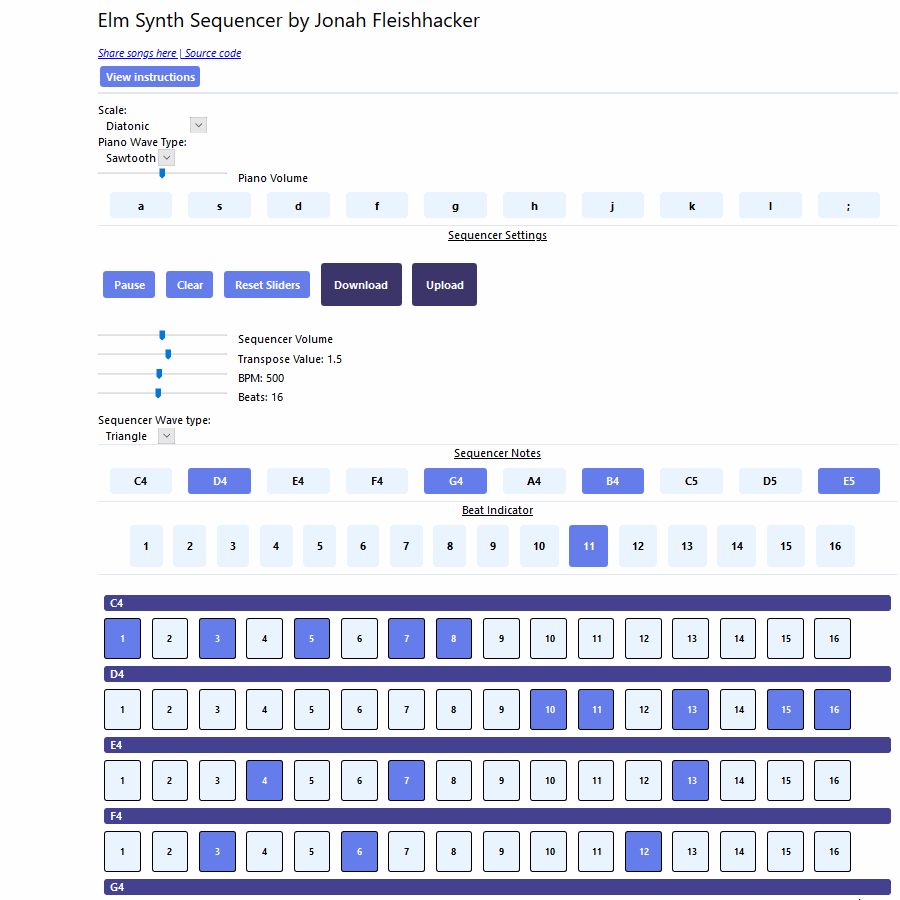 Elm Synth Sequencer by Jonah Fleishhacker
Share songs here | Source code
View instructions
Scale:
Diatonic
Piano Wave Type:
Sawtooth
Piano Volume
a s d f g h j k l ;
Sequencer Settings
Pause Clear Reset Sliders Download Upload
Sequencer Volume
Transpose Value: 1.5
BPM: 500
Beats: 16
Sequencer Wave type:
Triangle
Sequencer Notes
C4 D4 E4 F4 G4 A4 B4 C5 D5 E5
Beat Indicator
1 2 3 4 5 6 7 8 9 10 11 12 13 14 15 16
C4
1 2 3 4 5 6 7 8 9 10 11 12 13 14 15 16
D4
1 2 3 4 5 6 7 8 9 10 11 12 13 14 15 16
E4
1 2 3 4 5 6 7 8 9 10 11 12 13 14 15 16
F4
1 2 3 4 5 6 7 8 9 10 11 12 13 14 15 16
G4